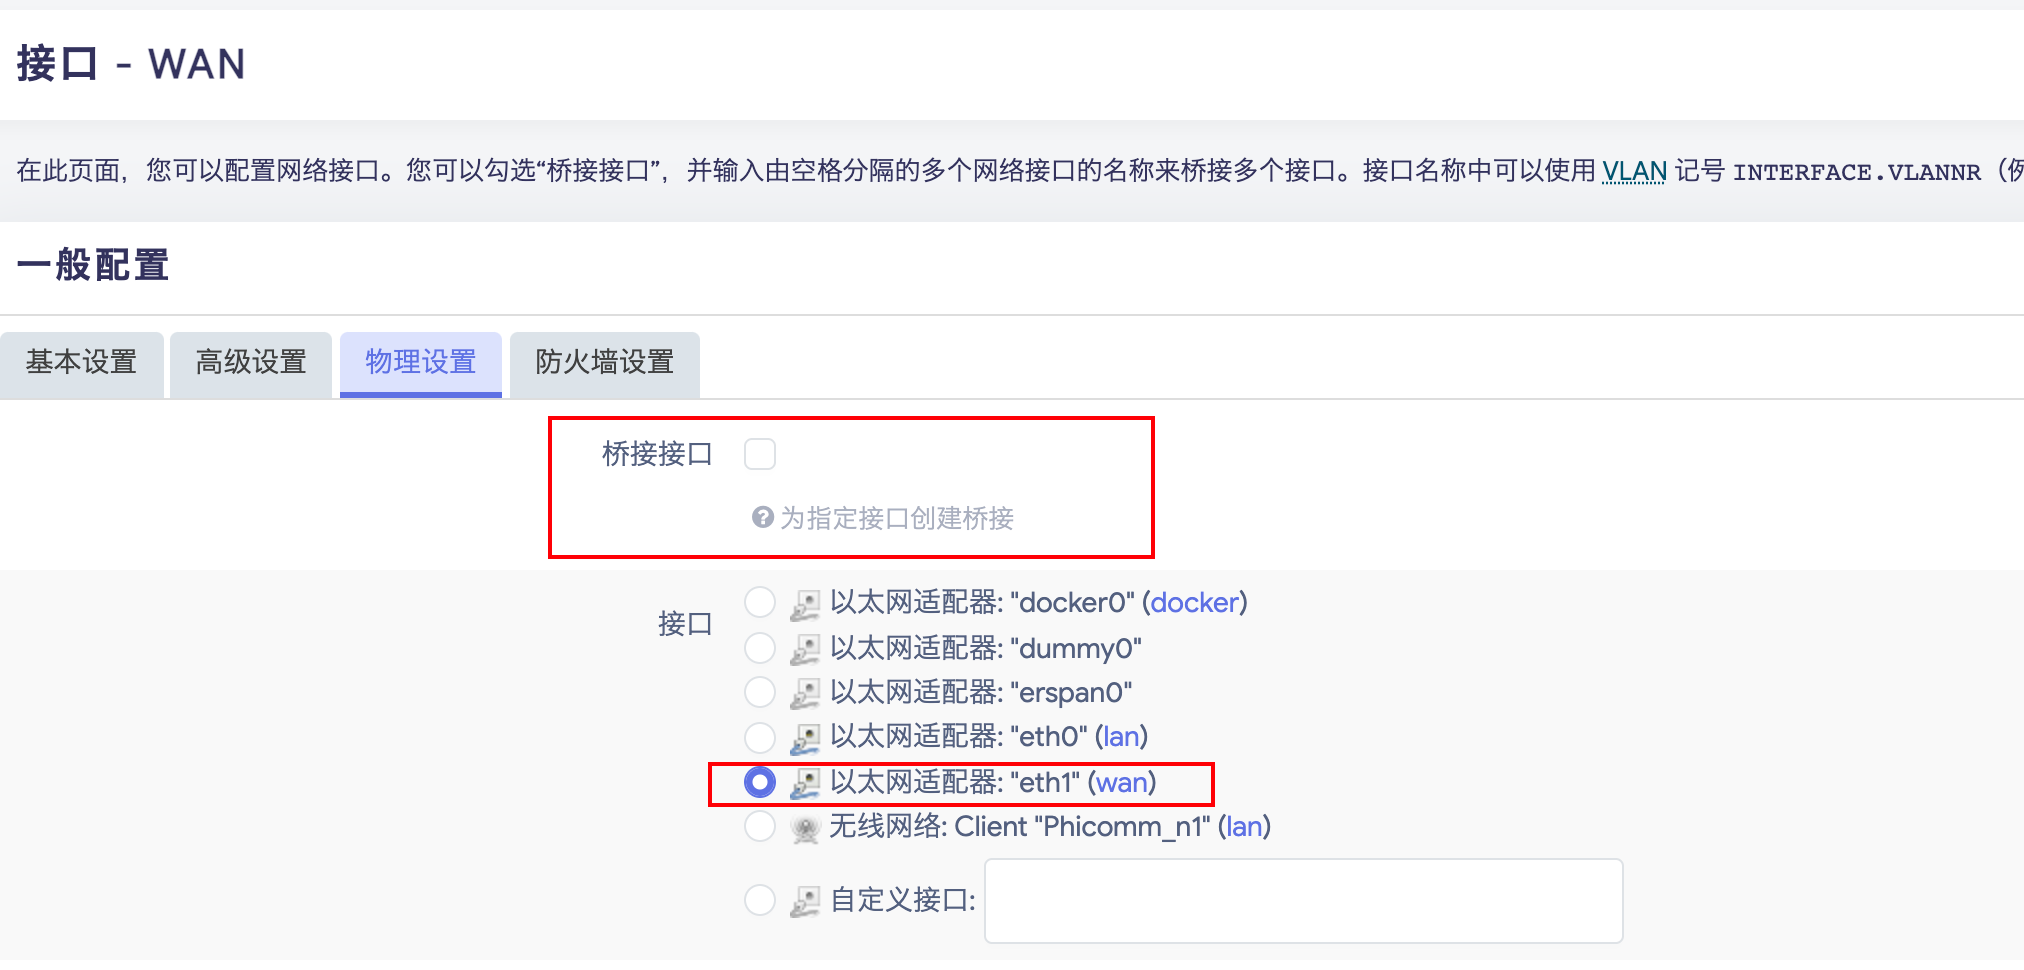 接口 - WAN
在此页面，您可以配置网络接口。您可以勾选“桥接接口”，并输入由空格分隔的多个网络接口的名称来桥接多个接口。接口名称中可以使用 VLAN 记号 INTERFACE.VLANNR（例
一般配置
基本设置 高级设置 物理设置 防火墙设置
桥接接口
为指定接口创建桥接
接口
以太网适配器: "docker0" (docker)
以太网适配器: "dummy0"
以太网适配器: "erspan0"
以太网适配器: "eth0" (lan)
以太网适配器: "eth1" (wan)
无线网络: Client "Phicomm_n1" (lan)
自定义接口: